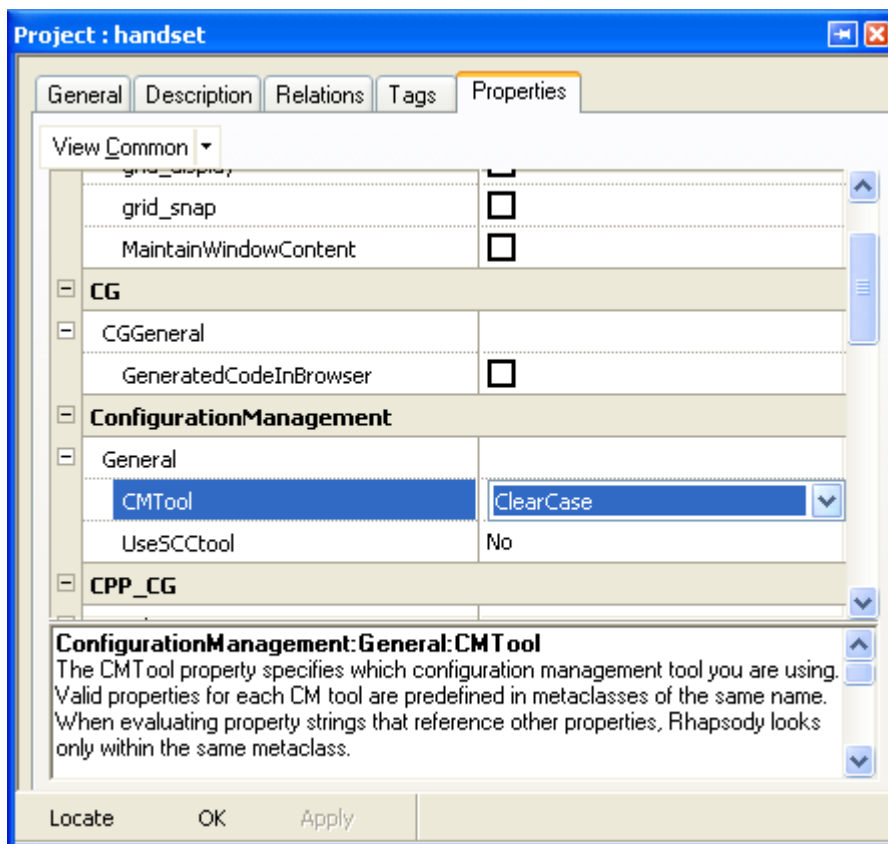 Project : handset
General Description Relations Tags Properties
View Common
grid_display
grid_snap
MaintainWindowContent
CG
CGGeneral
GeneratedCodeInBrowser
ConfigurationManagement
General
CMTool ClearCase
UseSCCtool No
CPP_CG
ConfigurationManagement:General:CMTool
The CMTool property specifies which configuration management tool you are using.
Valid properties for each CM tool are predefined in metaclasses of the same name.
When evaluating property strings that reference other properties, Rhapsody looks
only within the same metaclass.
Locate OK Apply